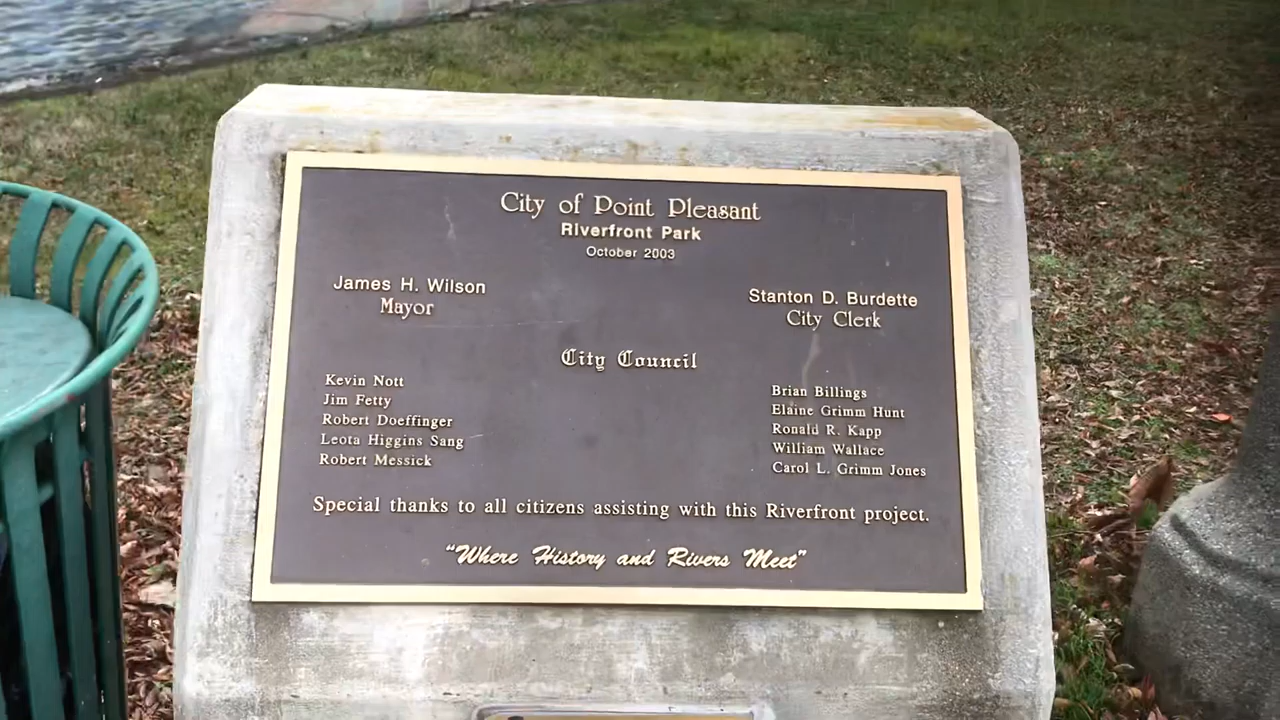 City of Point Pleasant
Riverfront Park
October 2003
James H. Wilson
Mayor
Stanton D. Burdette
City Clerk
City Council
Kevin Nott
Jim Fetty
Robert Doeffinger
Leota Higgins Sang
Robert Messick
Brian Billings
Elaine Grimm Hunt
Ronald R. Kapp
William Wallace
Carol L. Grimm Jones
Special thanks to all citizens assisting with this Riverfront project.
"Where History and Rivers Meet"